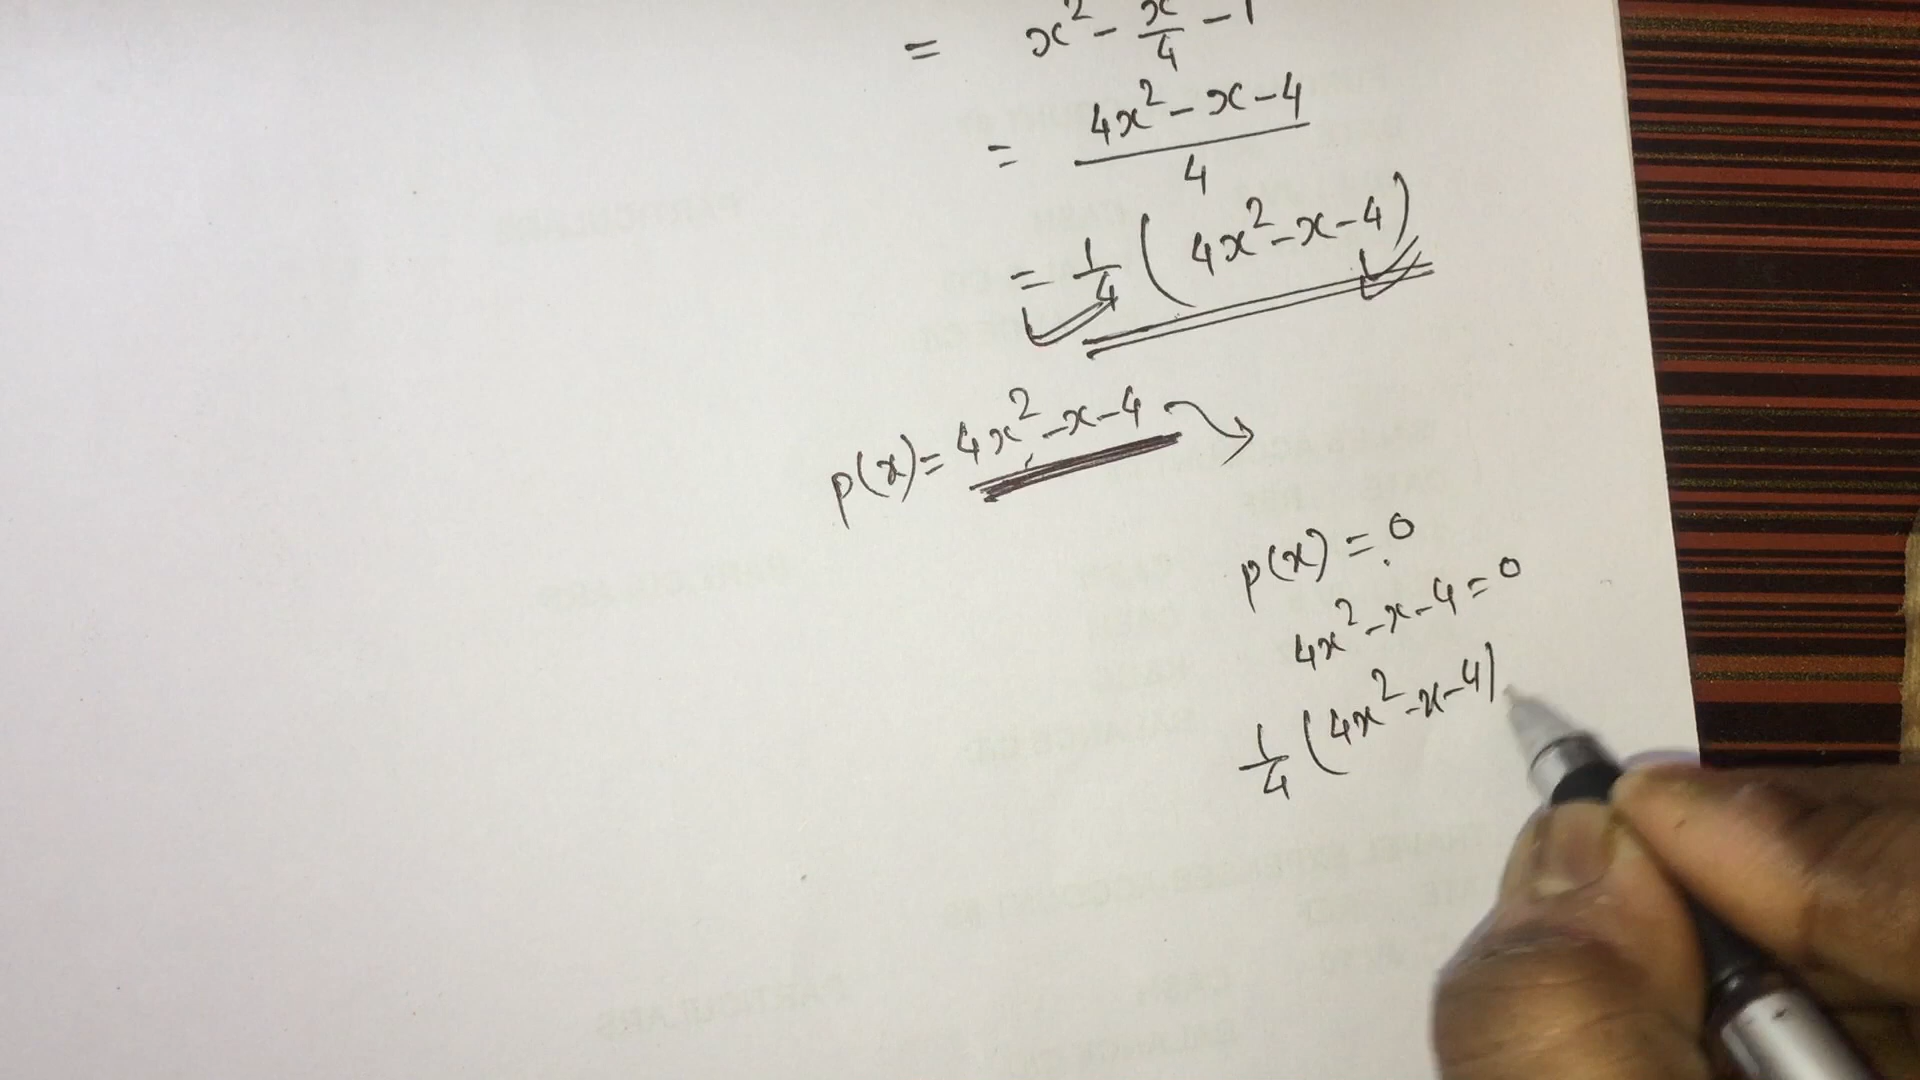 = x² - x/4 - 1
= (4x² - x - 4)/4
= 1/4 (4x² - x - 4)
p(x) = 4x² - x - 4
p(x) = 0
4x² - x - 4 = 0
1/4 (4x² - x - 4)